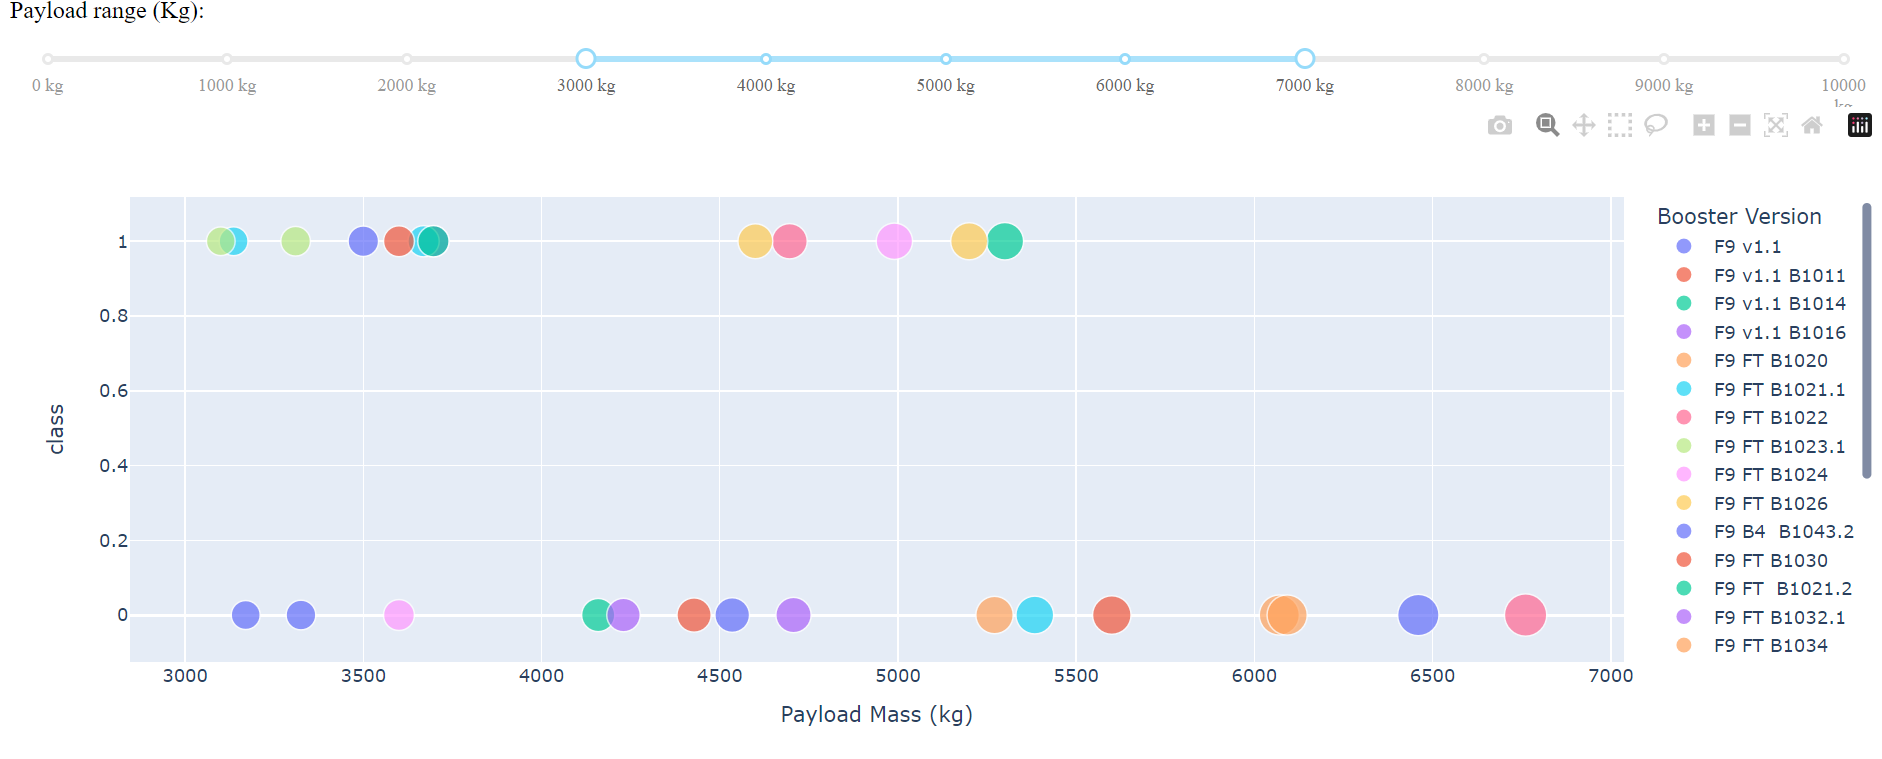 Payload range (Kg):
0 kg 1000 kg 2000 kg 3000 kg 4000 kg 5000 kg 6000 kg 7000 kg 8000 kg 9000 kg 10000
Booster Version
F9 v1.1
F9 v1.1 B1011
F9 v1.1 B1014
F9 v1.1 B1016
F9 FT B1020
F9 FT B1021.1
F9 FT B1022
F9 FT B1023.1
F9 FT B1024
F9 FT B1026
F9 B4  B1043.2
F9 FT B1030
F9 FT  B1021.2
F9 FT B1032.1
F9 FT B1034
1
0.8
0.6
0.4
0.2
0
class
3000 3500 4000 4500 5000 5500 6000 6500 7000
Payload Mass (kg)